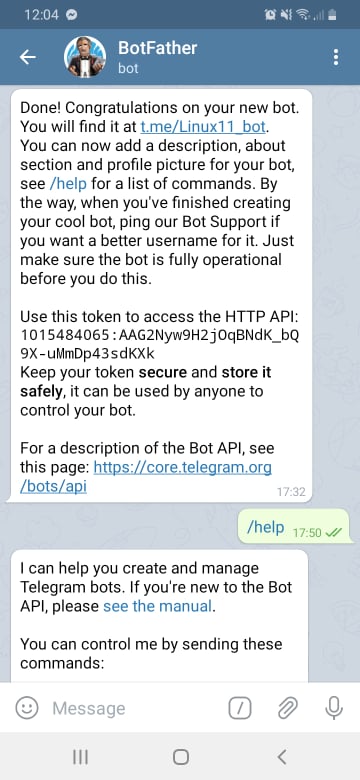 12:04
BotFather
bot
Done! Congratulations on your new bot.
You will find it at t.me/Linux11_bot.
You can now add a description, about
section and profile picture for your bot,
see /help for a list of commands. By
the way, when you've finished creating
your cool bot, ping our Bot Support if
you want a better username for it. Just
make sure the bot is fully operational
before you do this.
Use this token to access the HTTP API:
1015484065:AAG2Nyw9H2jOqBNdK_bQ
9X-uMmDp43sdKXk
Keep your token secure and store it
safely, it can be used by anyone to
control your bot.
For a description of the Bot API, see
this page: https://core.telegram.org
/bots/api
17:32
/help 17:50
I can help you create and manage
Telegram bots. If you're new to the Bot
API, please see the manual.
You can control me by sending these
commands:
Message